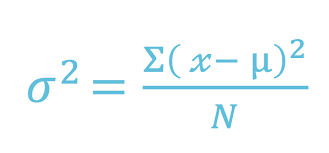 σ² = Σ( x− μ)² / N